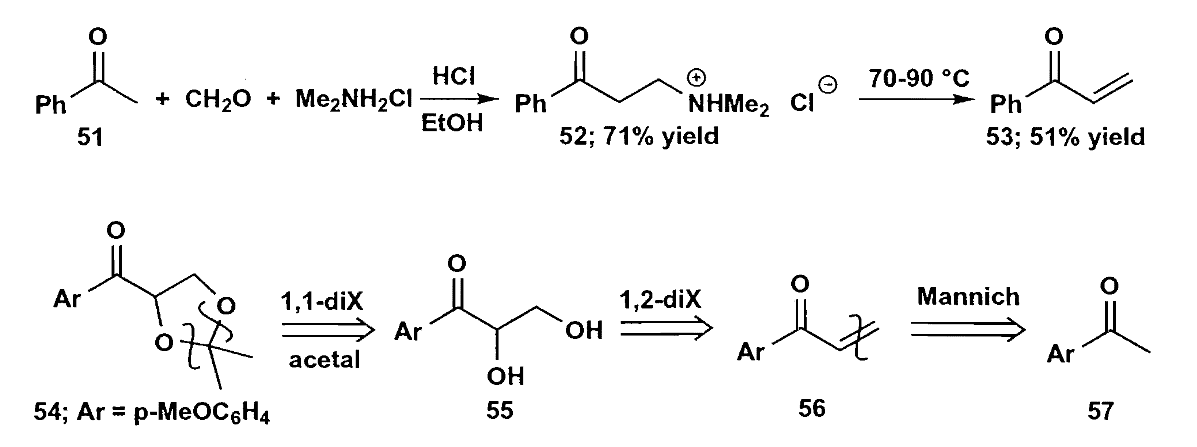 O
Ph + CH₂O + Me₂NH₂Cl HCl EtOH
51
O
Ph ⊕ NHMe₂ Cl ⊖
52; 71% yield
70-90 °C
O
Ph
53; 51% yield
O
Ar O O
54; Ar = p-MeOC₆H₄
1,1-diX
acetal
O
Ar OH OH
55
1,2-diX
O
Ar
56
Mannich
O
Ar
57